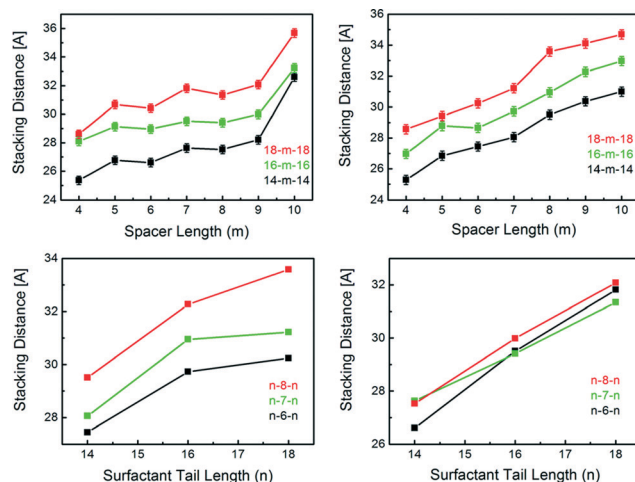 Stacking Distance [A]
36
34
32
30
28
26
24
18-m-18
16-m-16
14-m-14
4 5 6 7 8 9 10
Spacer Length (m)
Stacking Distance [A]
36
34
32
30
28
26
24
18-m-18
16-m-16
14-m-14
4 5 6 7 8 9 10
Spacer Length (m)
Stacking Distance [A]
34
32
30
28
n-8-n
n-7-n
n-6-n
14 15 16 17 18
Surfactant Tail Length (n)
Stacking Distance [A]
32
30
28
26
n-8-n
n-7-n
n-6-n
14 15 16 17 18
Surfactant Tail Length (n)